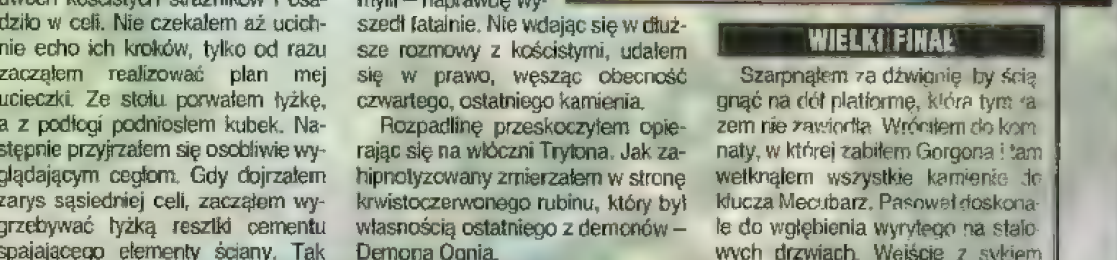 dziło w celi. Nie czekałem aż ucich-
nie echo ich kroków, tylko od razu
zacząłem realizować plan mej
ucieczki. Ze stołu porwałem łyżkę,
a z podłogi podniosłem kubek. Na-
stępnie przyjrzałem się osobliwie wy-
glądającym cegłom. Gdy dojrzałem
zarys sąsiedniej celi, zacząłem wy-
grzebywać łyżką resztki cementu
spajającego elementy ściany. Tak
szedł fatalnie. Nie wdając się w dłuż-
sze rozmowy z kościstymi, udałem
się w prawo, węsząc obecność
czwartego, ostatniego kamienia.
Rozpadlinę przeskoczyłem opie-
rając się na włóczni Trytona. Jak za-
hipnotyzowany zmierzałem w stronę
krwistoczerwonego rubinu, który był
własnością ostatniego z demonów –
Demona Ognia.
WIELKI FINAŁ
Szarpnąłem za dźwignię by ścią
gnąć na dół platformę, która tym ra
zem nie zawiodła. Wróciłem do kom
naty, w której zabiłem Gorgona i tam
wetknąłem wszystkie kamienie do
klucza Mecubarz. Pasował doskona-
le do wgłębienia wyrytego na stalo-
wych drzwiach. Wejście z sykiem